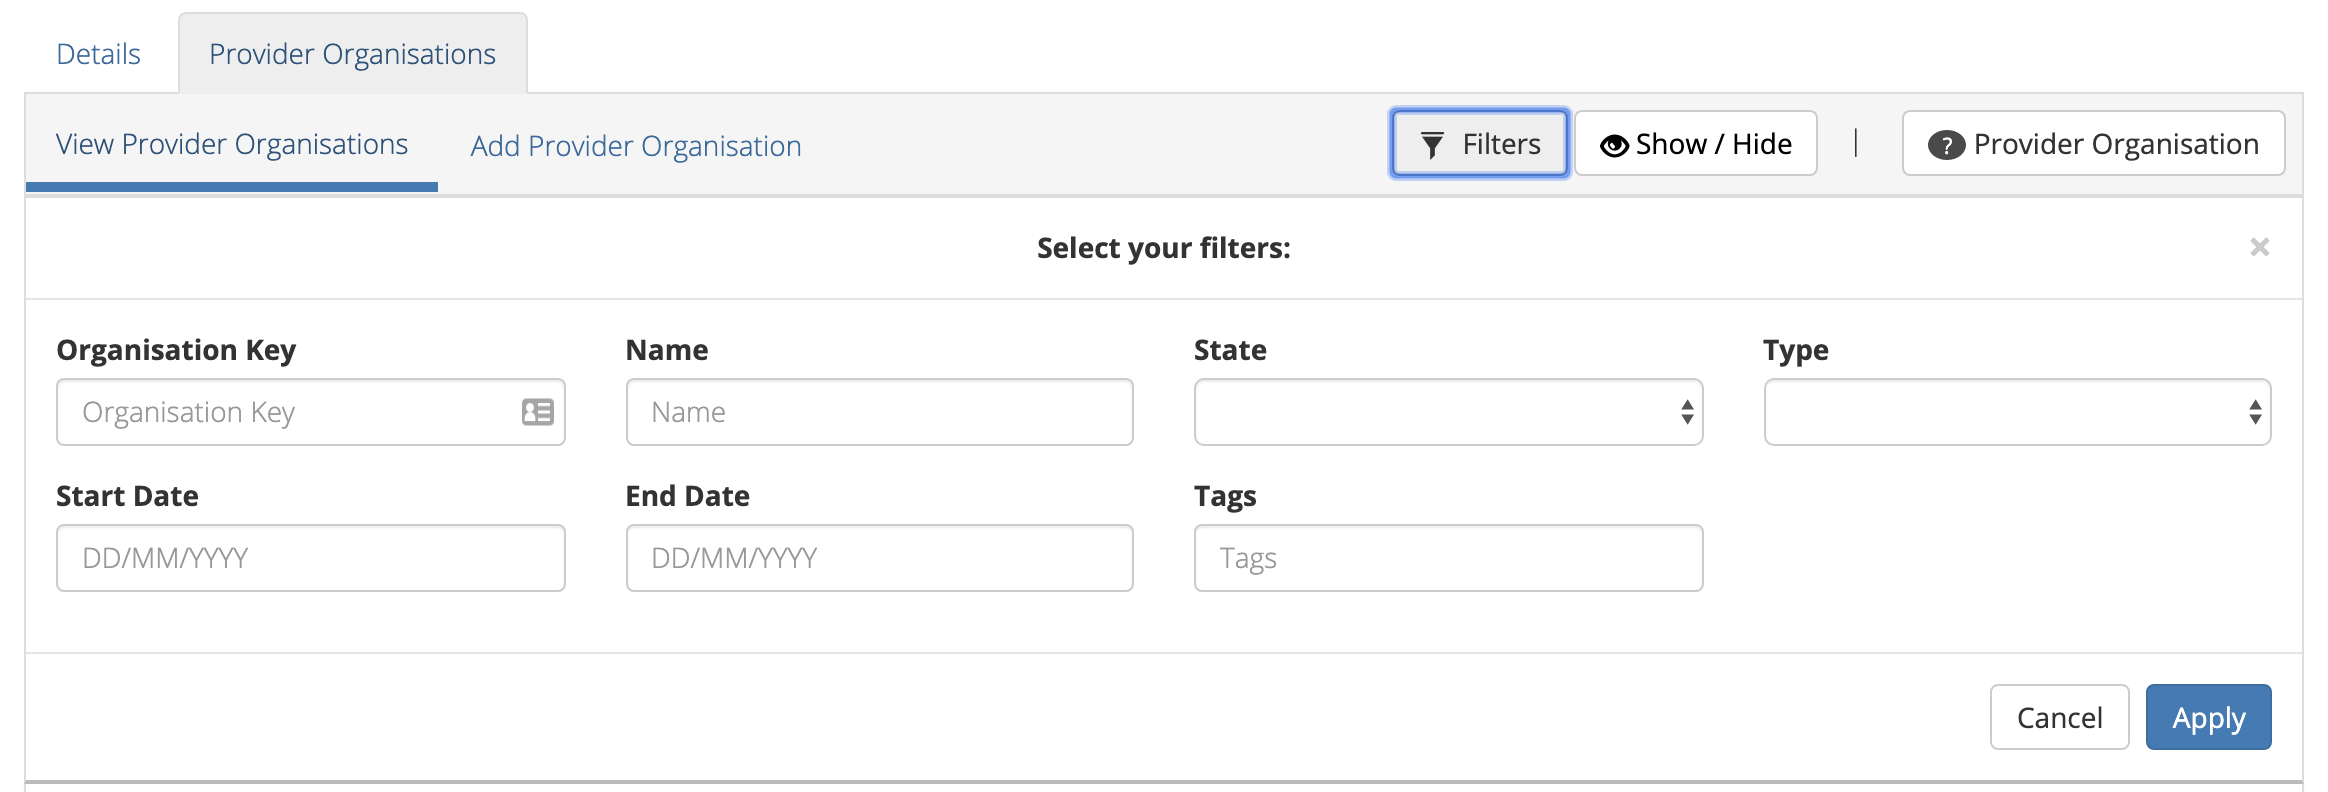 Details
Provider Organisations
View Provider Organisations
Add Provider Organisation
Filters
Show / Hide
|
? Provider Organisation
Select your filters:
×
Organisation Key
Name
State
Type
Organisation Key
Name
Start Date
End Date
Tags
DD/MM/YYYY
DD/MM/YYYY
Tags
Cancel
Apply